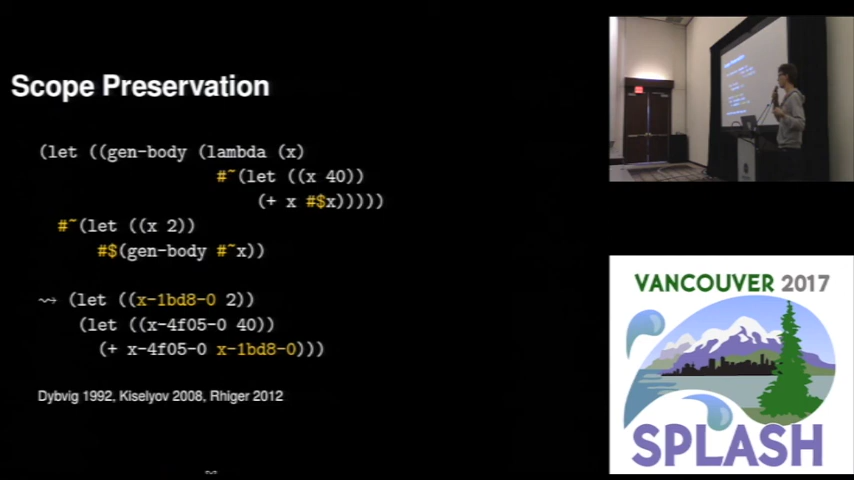 Scope Preservation
(let ((gen-body (lambda (x)
#~(let ((x 40))
(+ x #$x)))))
#~(let ((x 2))
#$(gen-body #~x))
⇝ (let ((x-1bd8-0 2))
(let ((x-4f05-0 40))
(+ x-4f05-0 x-1bd8-0)))
Dybvig 1992, Kiselyov 2008, Rhiger 2012
VANCOUVER 2017
SPLASH